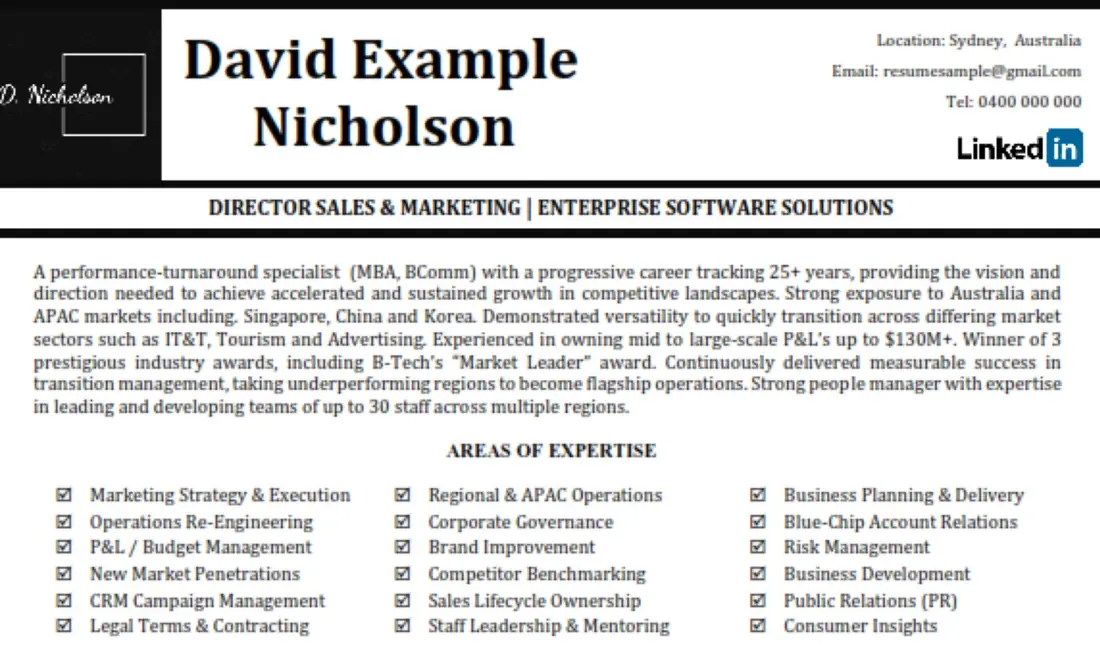 D. Nicholson
David Example
Nicholson
Location: Sydney, Australia
Email: resumesample@gmail.com
Tel: 0400 000 000
Linked in
DIRECTOR SALES & MARKETING | ENTERPRISE SOFTWARE SOLUTIONS
A performance-turnaround specialist (MBA, BComm) with a progressive career tracking 25+ years, providing the vision and
direction needed to achieve accelerated and sustained growth in competitive landscapes. Strong exposure to Australia and
APAC markets including. Singapore, China and Korea. Demonstrated versatility to quickly transition across differing market
sectors such as IT&T, Tourism and Advertising. Experienced in owning mid to large-scale P&L's up to $130M+. Winner of 3
prestigious industry awards, including B-Tech's “Market Leader” award. Continuously delivered measurable success in
transition management, taking underperforming regions to become flagship operations. Strong people manager with expertise
in leading and developing teams of up to 30 staff across multiple regions.
AREAS OF EXPERTISE
☑ Marketing Strategy & Execution ☑ Regional & APAC Operations ☑ Business Planning & Delivery
☑ Operations Re-Engineering ☑ Corporate Governance ☑ Blue-Chip Account Relations
☑ P&L / Budget Management ☑ Brand Improvement ☑ Risk Management
☑ New Market Penetrations ☑ Competitor Benchmarking ☑ Business Development
☑ CRM Campaign Management ☑ Sales Lifecycle Ownership ☑ Public Relations (PR)
☑ Legal Terms & Contracting ☑ Staff Leadership & Mentoring ☑ Consumer Insights